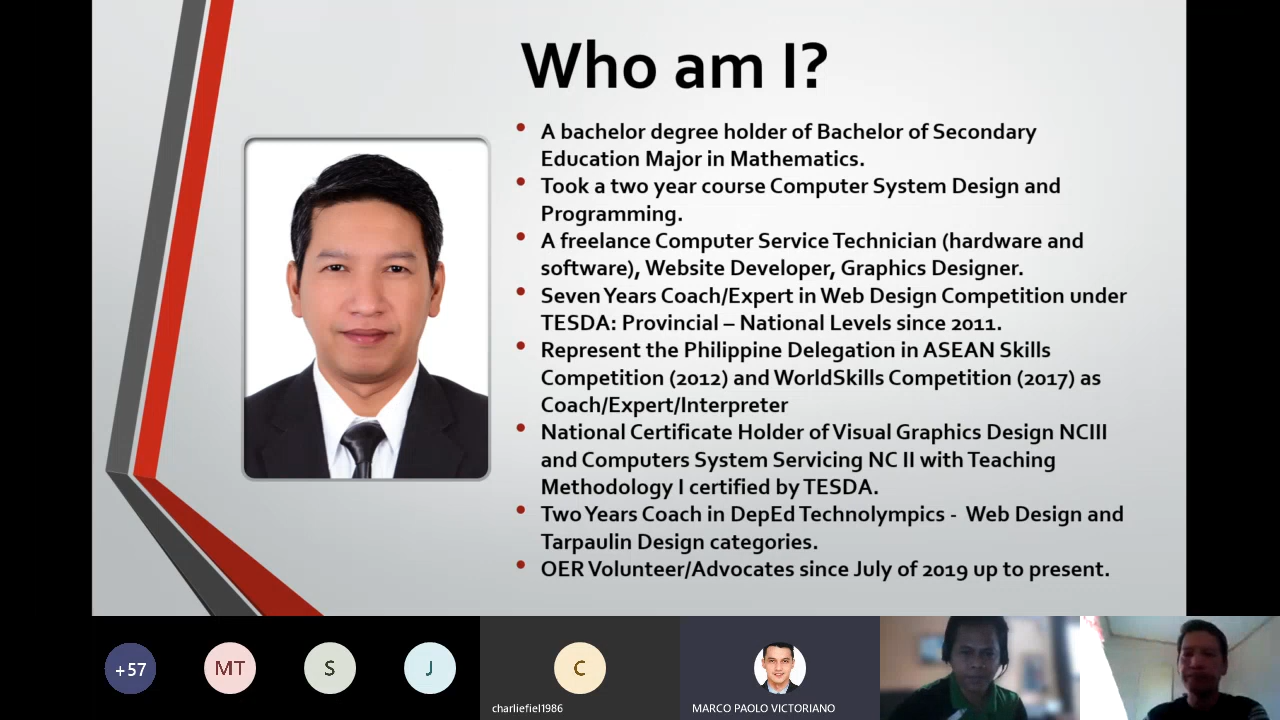 Who am I?
A bachelor degree holder of Bachelor of Secondary
Education Major in Mathematics.
Took a two year course Computer System Design and
Programming.
A freelance Computer Service Technician (hardware and
software), Website Developer, Graphics Designer.
Seven Years Coach/Expert in Web Design Competition under
TESDA: Provincial – National Levels since 2011.
Represent the Philippine Delegation in ASEAN Skills
Competition (2012) and WorldSkills Competition (2017) as
Coach/Expert/Interpreter
National Certificate Holder of Visual Graphics Design NCIII
and Computers System Servicing NC II with Teaching
Methodology I certified by TESDA.
Two Years Coach in DepEd Technolympics -  Web Design and
Tarpaulin Design categories.
OER Volunteer/Advocates since July of 2019 up to present.
+57
MT
S
J
C
charliefiel1986
MARCO PAOLO VICTORIANO